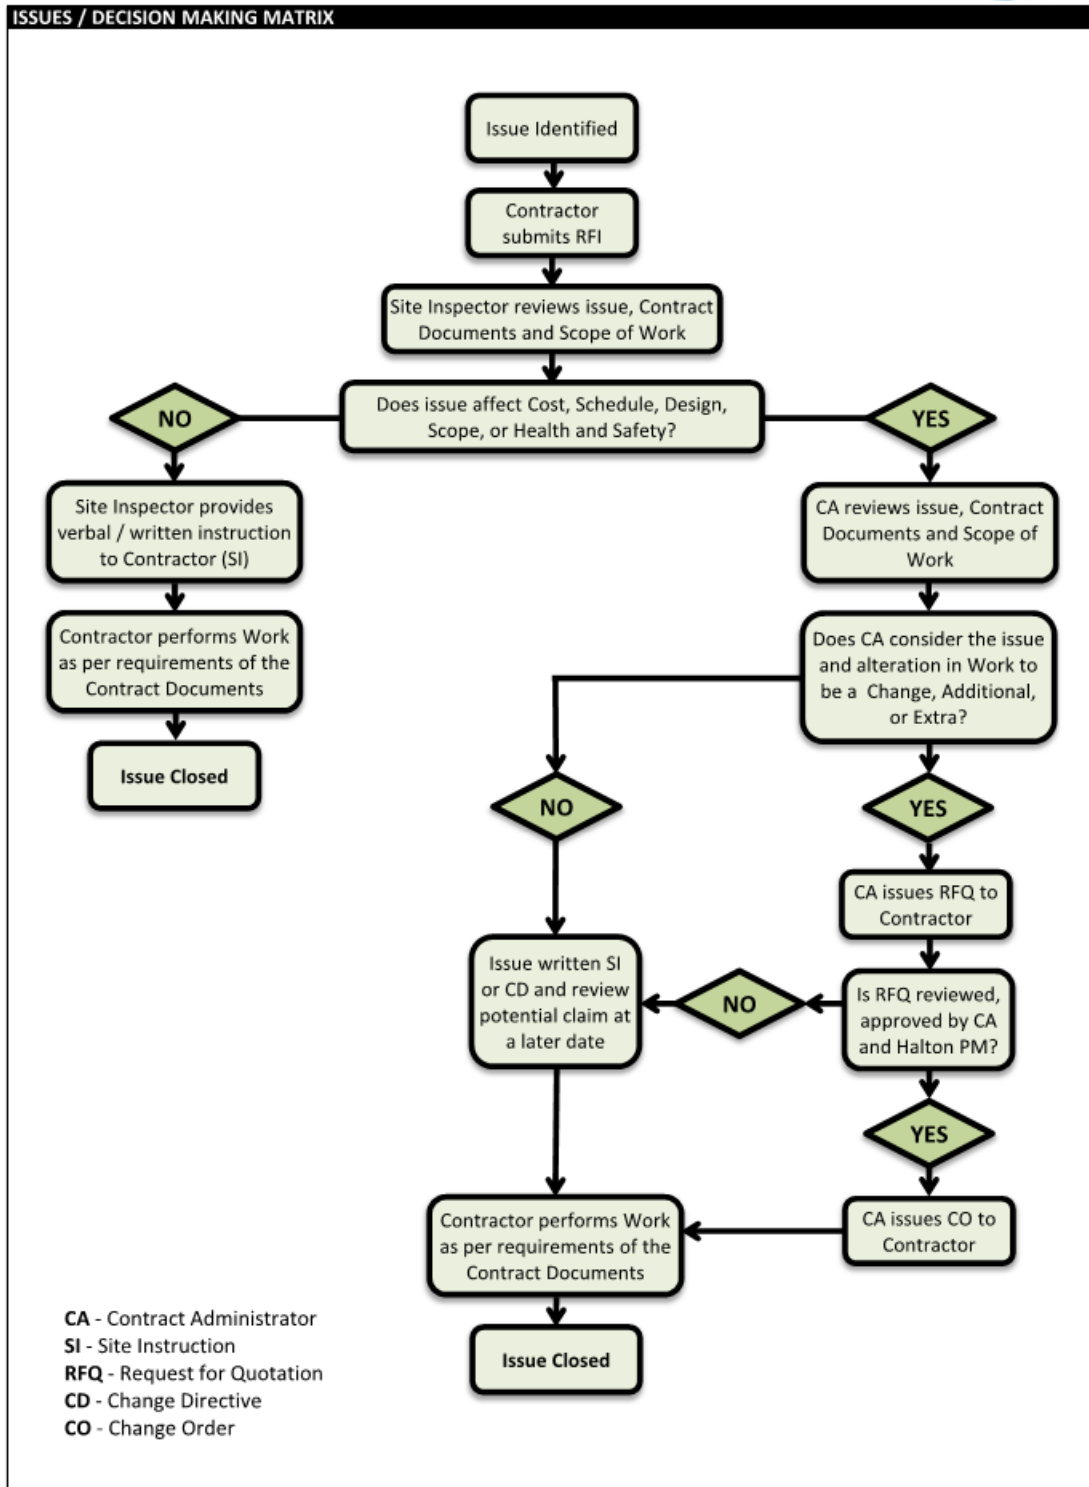 ISSUES / DECISION MAKING MATRIX
Issue Identified
Contractor
submits RFI
Site Inspector reviews issue, Contract
Documents and Scope of Work
Does issue affect Cost, Schedule, Design,
Scope, or Health and Safety?
NO
YES
Site Inspector provides
verbal / written instruction
to Contractor (SI)
Contractor performs Work
as per requirements of the
Contract Documents
Issue Closed
CA reviews issue, Contract
Documents and Scope of
Work
Does CA consider the issue
and alteration in Work to
be a Change, Additional,
or Extra?
NO
YES
CA issues RFQ to
Contractor
Is RFQ reviewed,
approved by CA
and Halton PM?
NO
Issue written SI
or CD and review
potential claim at
a later date
YES
CA issues CO to
Contractor
Contractor performs Work
as per requirements of the
Contract Documents
Issue Closed
CA - Contract Administrator
SI - Site Instruction
RFQ - Request for Quotation
CD - Change Directive
CO - Change Order